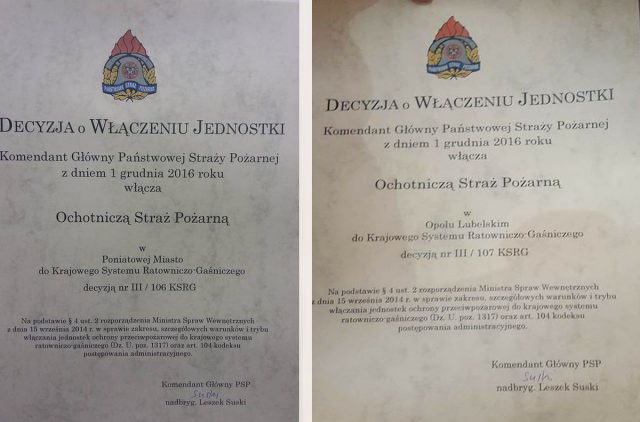 PAŃSTWOWA STRAŻ POŻARNA
DECYZJA O WŁĄCZENIU JEDNOSTKI
Komendant Główny Państwowej Straży Pożarnej
z dniem 1 grudnia 2016 roku
włącza
Ochotniczą Straż Pożarną
w
Poniatowej Miasto
do Krajowego Systemu Ratowniczo-Gaśniczego
decyzją nr III / 106 KSRG
Na podstawie § 4 ust. 2 rozporządzenia Ministra Spraw Wewnętrznych
z dnia 15 września 2014 r. w sprawie zakresu, szczegółowych warunków i trybu
włączania jednostek ochrony przeciwpożarowej do krajowego systemu
ratowniczo-gaśniczego (Dz. U. poz. 1317) oraz art. 104 kodeksu
postępowania administracyjnego.
Komendant Główny PSP
nadbryg. Leszek Suski
PAŃSTWOWA STRAŻ POŻARNA
DECYZJA O WŁĄCZENIU JEDNOSTKI
Komendant Główny Państwowej Straży Pożarnej
z dniem 1 grudnia 2016 roku
włącza
Ochotniczą Straż Pożarną
w
Opolu Lubelskim
do Krajowego Systemu Ratowniczo-Gaśniczego
decyzją nr III / 107 KSRG
Na podstawie § 4 ust. 2 rozporządzenia Ministra Spraw Wewnętrznych
z dnia 15 września 2014 r. w sprawie zakresu, szczegółowych warunków i trybu
włączania jednostek ochrony przeciwpożarowej do krajowego systemu
ratowniczo-gaśniczego (Dz. U. poz. 1317) oraz art. 104 kodeksu
postępowania administracyjnego.
Komendant Główny PSP
nadbryg. Leszek Suski